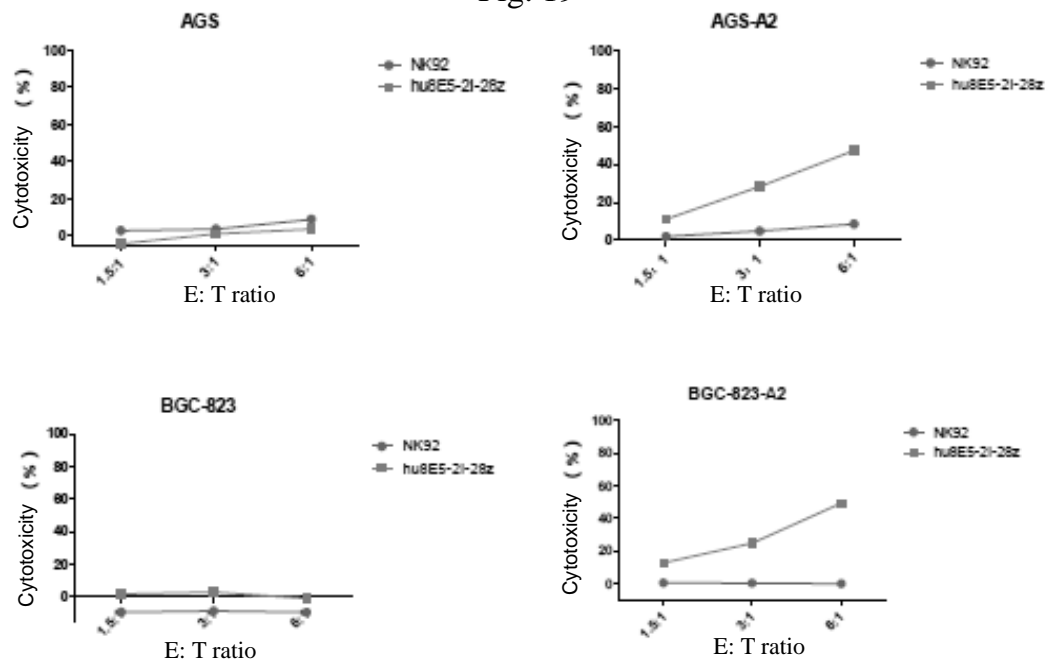 AGS
100
80
60
40
20
0
Cytotoxicity ( % )
1.5:1
3:1
6:1
E: T ratio
NK92
hu8E5-2I-28z
AGS-A2
100
80
60
40
20
0
Cytotoxicity ( % )
1.5: 1
3: 1
6:1
E: T ratio
NK92
hu8E5-2I-28z
BGC-823
100
80
60
40
20
0
Cytotoxicity ( % )
3:1
6:1
E: T ratio
NK92
hu8E5-2I-28z
BGC-823-A2
100
80
60
40
20
0
Cytotoxicity ( % )
1.5:1
3:1
6:1
E: T ratio
NK92
hu8E5-2I-28z